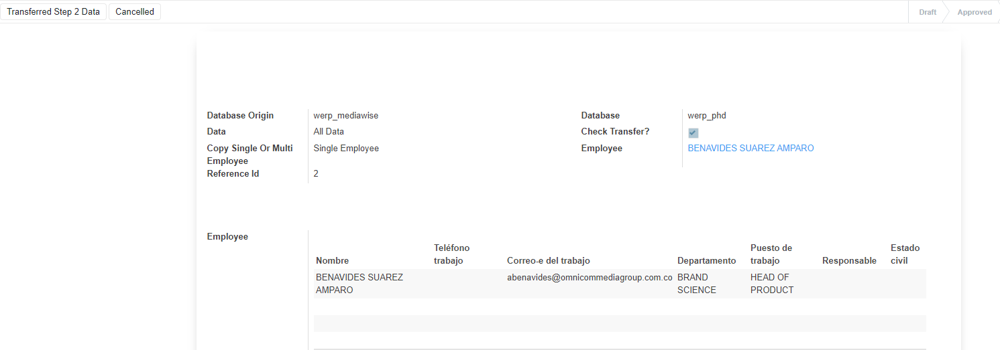 Transferred Step 2 Data Cancelled Draft Approved
Database Origin werp_mediawise Database werp_phd
Data All Data Check Transfer?
Copy Single Or Multi Employee Single Employee Employee BENAVIDES SUAREZ AMPARO
Reference Id 2
Employee
Nombre Teléfono trabajo Correo-e del trabajo Departamento Puesto de trabajo Responsable Estado civil
BENAVIDES SUAREZ AMPARO abenavides@omnicommediagroup.com.co BRAND SCIENCE HEAD OF PRODUCT